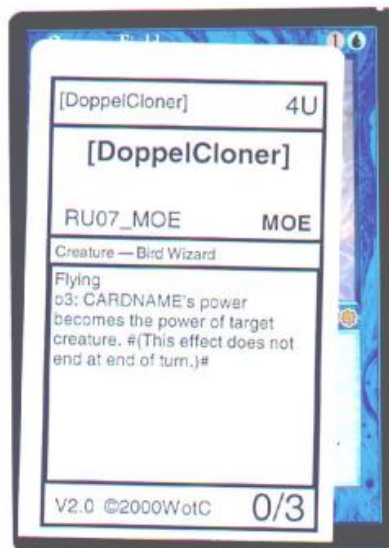 1
[DoppelCloner] 4U
[DoppelCloner]
RU07_MOE MOE
Creature — Bird Wizard
Flying
o3: CARDNAME's power
becomes the power of target
creature. #(This effect does not
end at end of turn.)#
V2.0 ©2000WotC 0/3